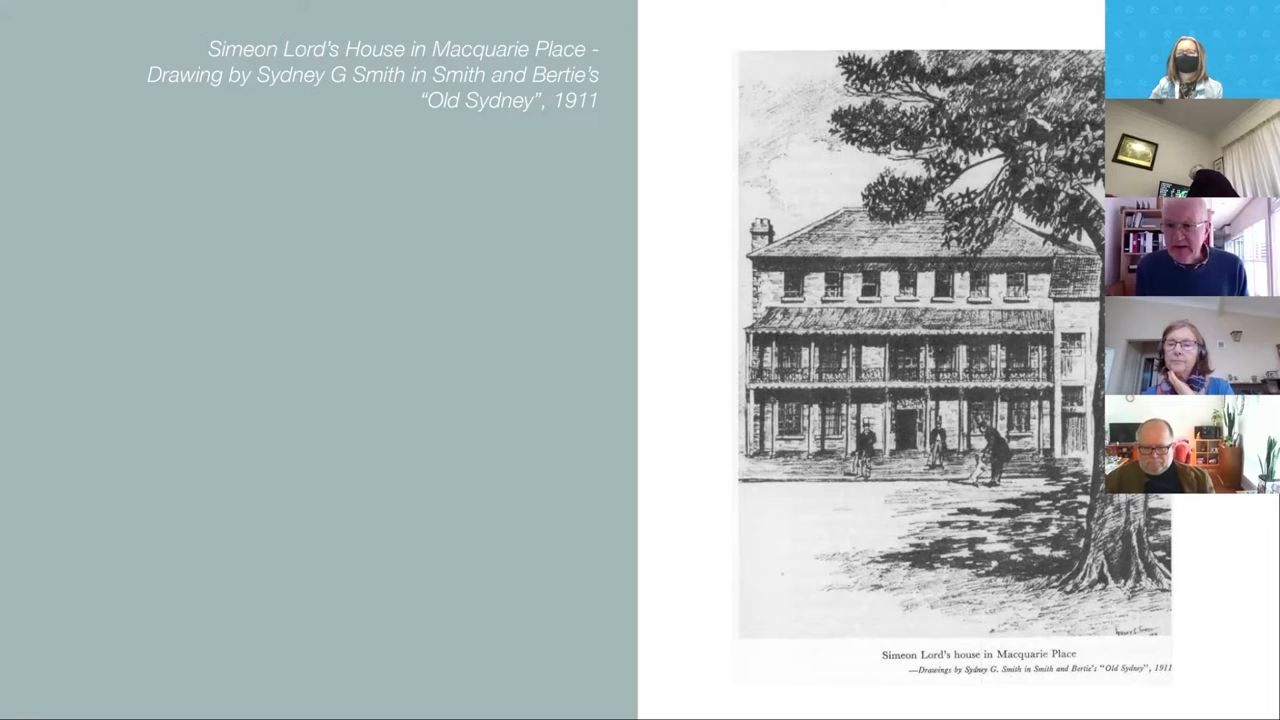 Simeon Lord's House in Macquarie Place -
Drawing by Sydney G Smith in Smith and Bertie's
“Old Sydney”, 1911
Simeon Lord's house in Macquarie Place
—Drawings by Sydney G. Smith in Smith and Bertie's “Old Sydney”, 1911